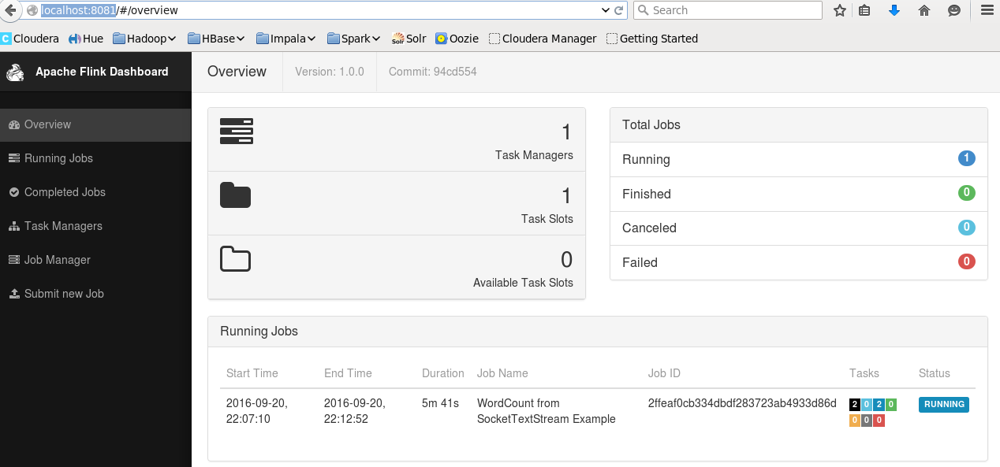 localhost:8081/#/overview
Search
Cloudera Hue Hadoop HBase Impala Spark Solr Oozie Cloudera Manager Getting Started
Apache Flink Dashboard
Overview
Running Jobs
Completed Jobs
Task Managers
Job Manager
Submit new Job
Overview Version: 1.0.0 Commit: 94cd554
1
Task Managers
1
Task Slots
0
Available Task Slots
Total Jobs
Running 1
Finished 0
Canceled 0
Failed 0
Running Jobs
Start Time End Time Duration Job Name Job ID Tasks Status
2016-09-20, 2016-09-20, 5m 41s WordCount from 2ffeaf0cb334dbdf283723ab4933d86d 2 0 2 0 RUNNING
22:07:10 22:12:52 SocketTextStream Example 0 0 0